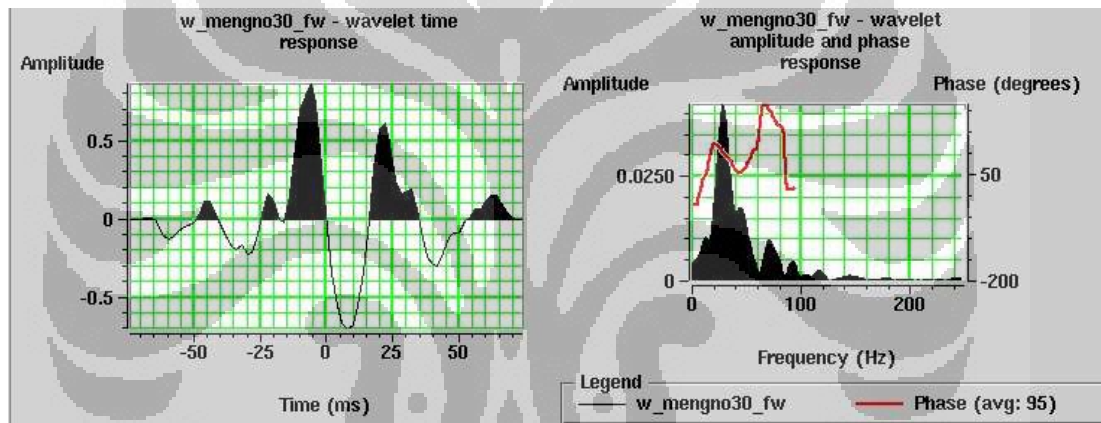 w_mengno30_fw - wavelet time
response
Amplitude
0.5
0
-0.5
-50
-25
0
25
50
Time (ms)
w_mengno30_fw - wavelet
amplitude and phase
response
Amplitude
Phase (degrees)
0.0250
0
50
-200
0
100
200
Frequency (Hz)
Legend
w_mengno30_fw
Phase (avg: 95)